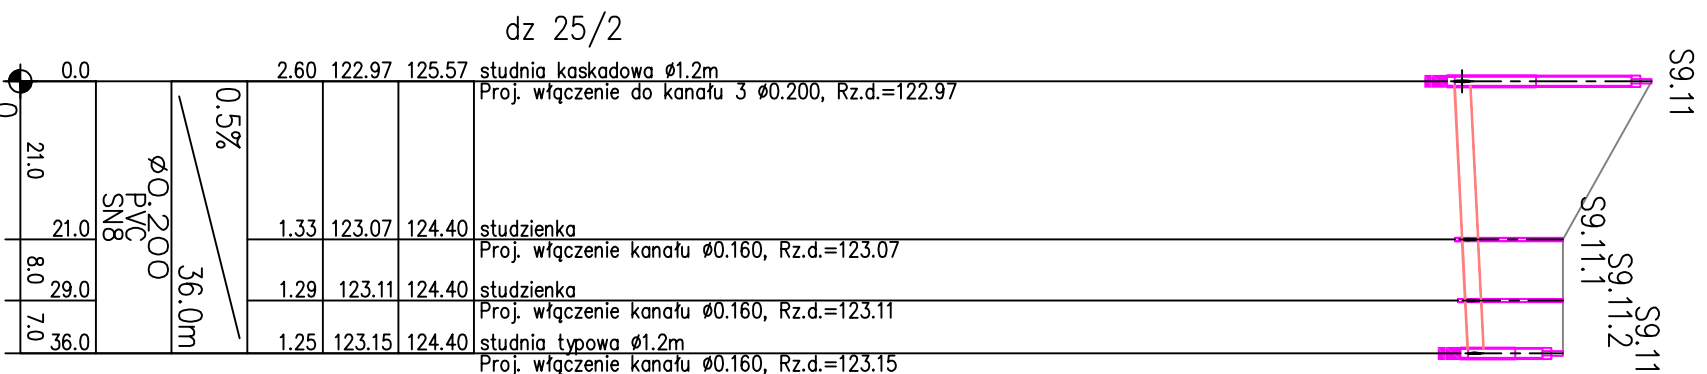 dz 25/2
0.0 2.60 122.97 125.57 studnia kaskadowa ø1.2m
Proj. włączenie do kanału 3 ø0.200, Rz.d.=122.97
S9.11
0.5%
21.0
ø0.200
PVC
SN8
36.0m
21.0 1.33 123.07 124.40 studzienka
Proj. włączenie kanału ø0.160, Rz.d.=123.07
S9.11.1
8.0
29.0 1.29 123.11 124.40 studzienka
Proj. włączenie kanału ø0.160, Rz.d.=123.11
S9.11.2
7.0
36.0 1.25 123.15 124.40 studnia typowa ø1.2m
Proj. włączenie kanału ø0.160, Rz.d.=123.15
S9.11